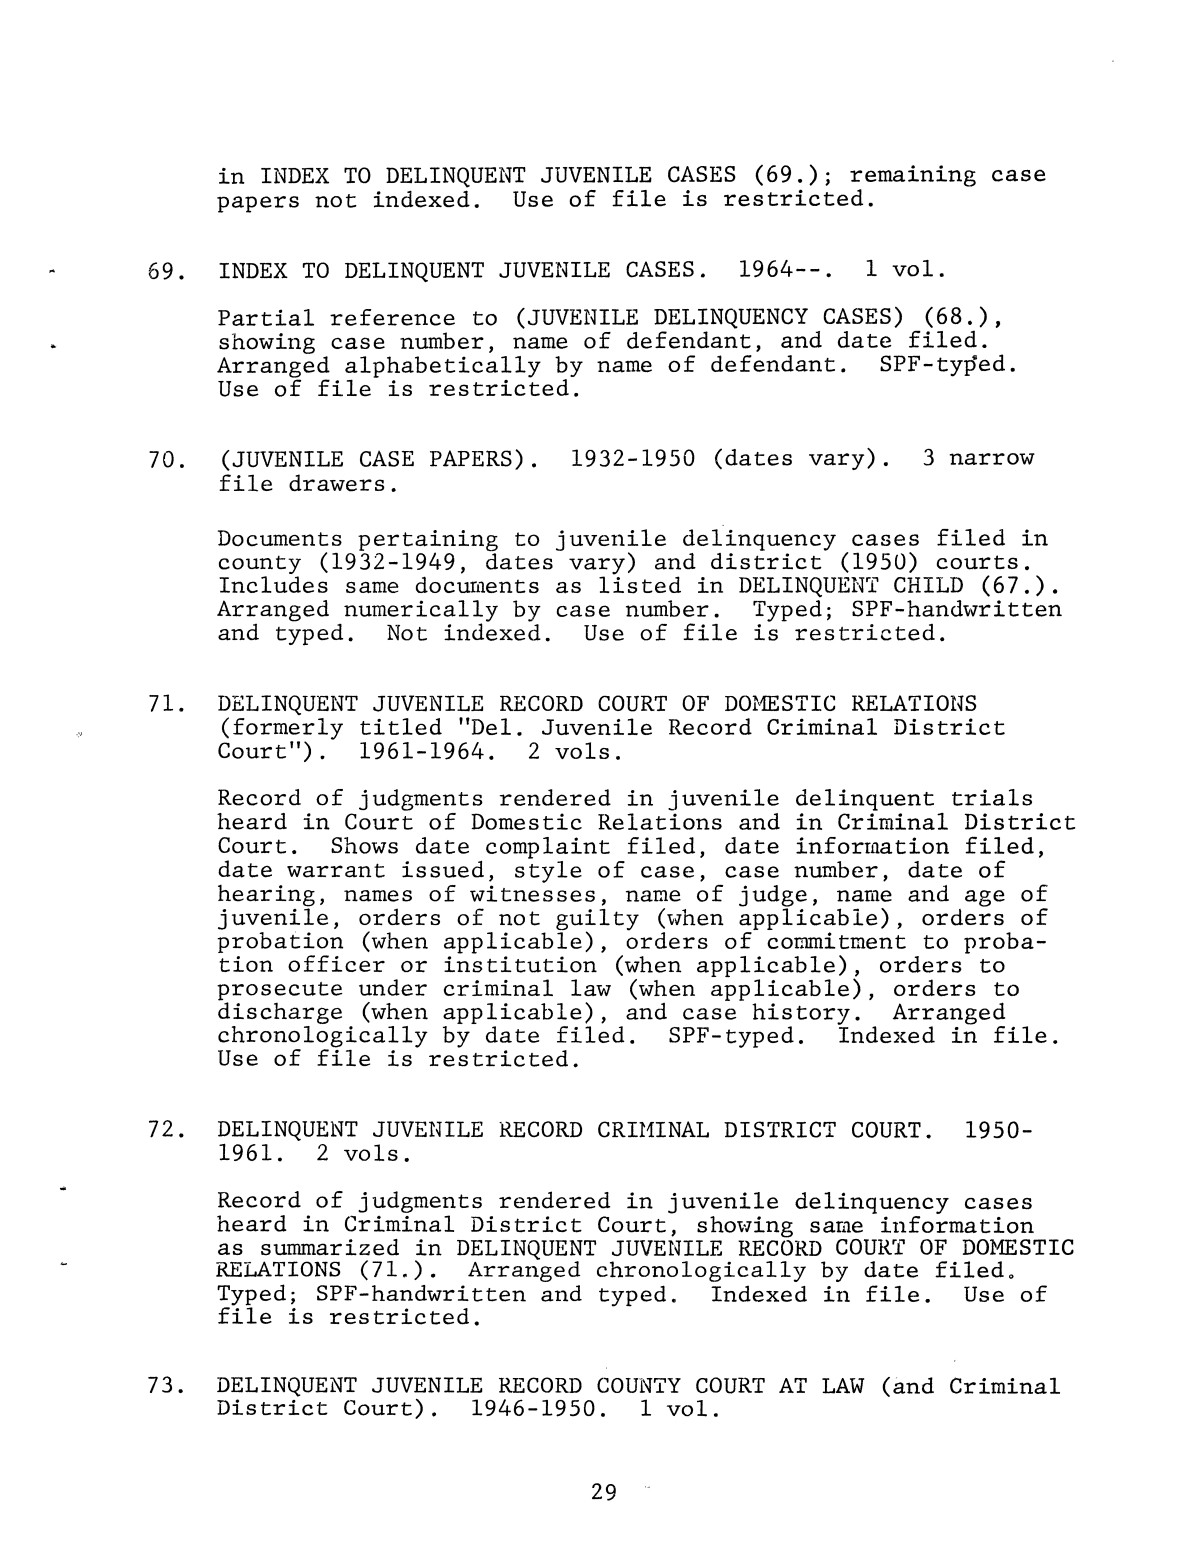 in INDEX TO DELINQUENT JUVENILE CASES (69.); remaining case
papers not indexed. Use of file is restricted.
69. INDEX TO DELINQUENT JUVENILE CASES. 1964--. 1 vol.
Partial reference to (JUVENILE DELINQUENCY CASES) (68.),
showing case number, name of defendant, and date filed.
Arranged alphabetically by name of defendant. SPF-typed.
Use of file is restricted.
70. (JUVENILE CASE PAPERS). 1932-1950 (dates vary). 3 narrow
file drawers.
Documents pertaining to juvenile delinquency cases filed in
county (1932-1949, dates vary) and district (1950) courts.
Includes same documents as listed in DELINQUENT CHILD (67.).
Arranged numerically by case number. Typed; SPF-handwritten
and typed. Not indexed. Use of file is restricted.
71. DELINQUENT JUVENILE RECORD COURT OF DOMESTIC RELATIONS
(formerly titled "Del. Juvenile Record Criminal District
Court"). 1961-1964. 2 vols.
Record of judgments rendered in juvenile delinquent trials
heard in Court of Domestic Relations and in Criminal District
Court. Shows date complaint filed, date information filed,
date warrant issued, style of case, case number, date of
hearing, names of witnesses, name of judge, name and age of
juvenile, orders of not guilty (when applicable), orders of
probation (when applicable), orders of commitment to proba-
tion officer or institution (when applicable), orders to
prosecute under criminal law (when applicable), orders to
discharge (when applicable), and case history. Arranged
chronologically by date filed. SPF-typed. Indexed in file.
Use of file is restricted.
72. DELINQUENT JUVENILE RECORD CRIMINAL DISTRICT COURT. 1950-
1961. 2 vols.
Record of judgments rendered in juvenile delinquency cases
heard in Criminal District Court, showing same information
as summarized in DELINQUENT JUVENILE RECORD COURT OF DOMESTIC
RELATIONS (71.). Arranged chronologically by date filed.
Typed; SPF-handwritten and typed. Indexed in file. Use of
file is restricted.
73. DELINQUENT JUVENILE RECORD COUNTY COURT AT LAW (and Criminal
District Court). 1946-1950. 1 vol.
29